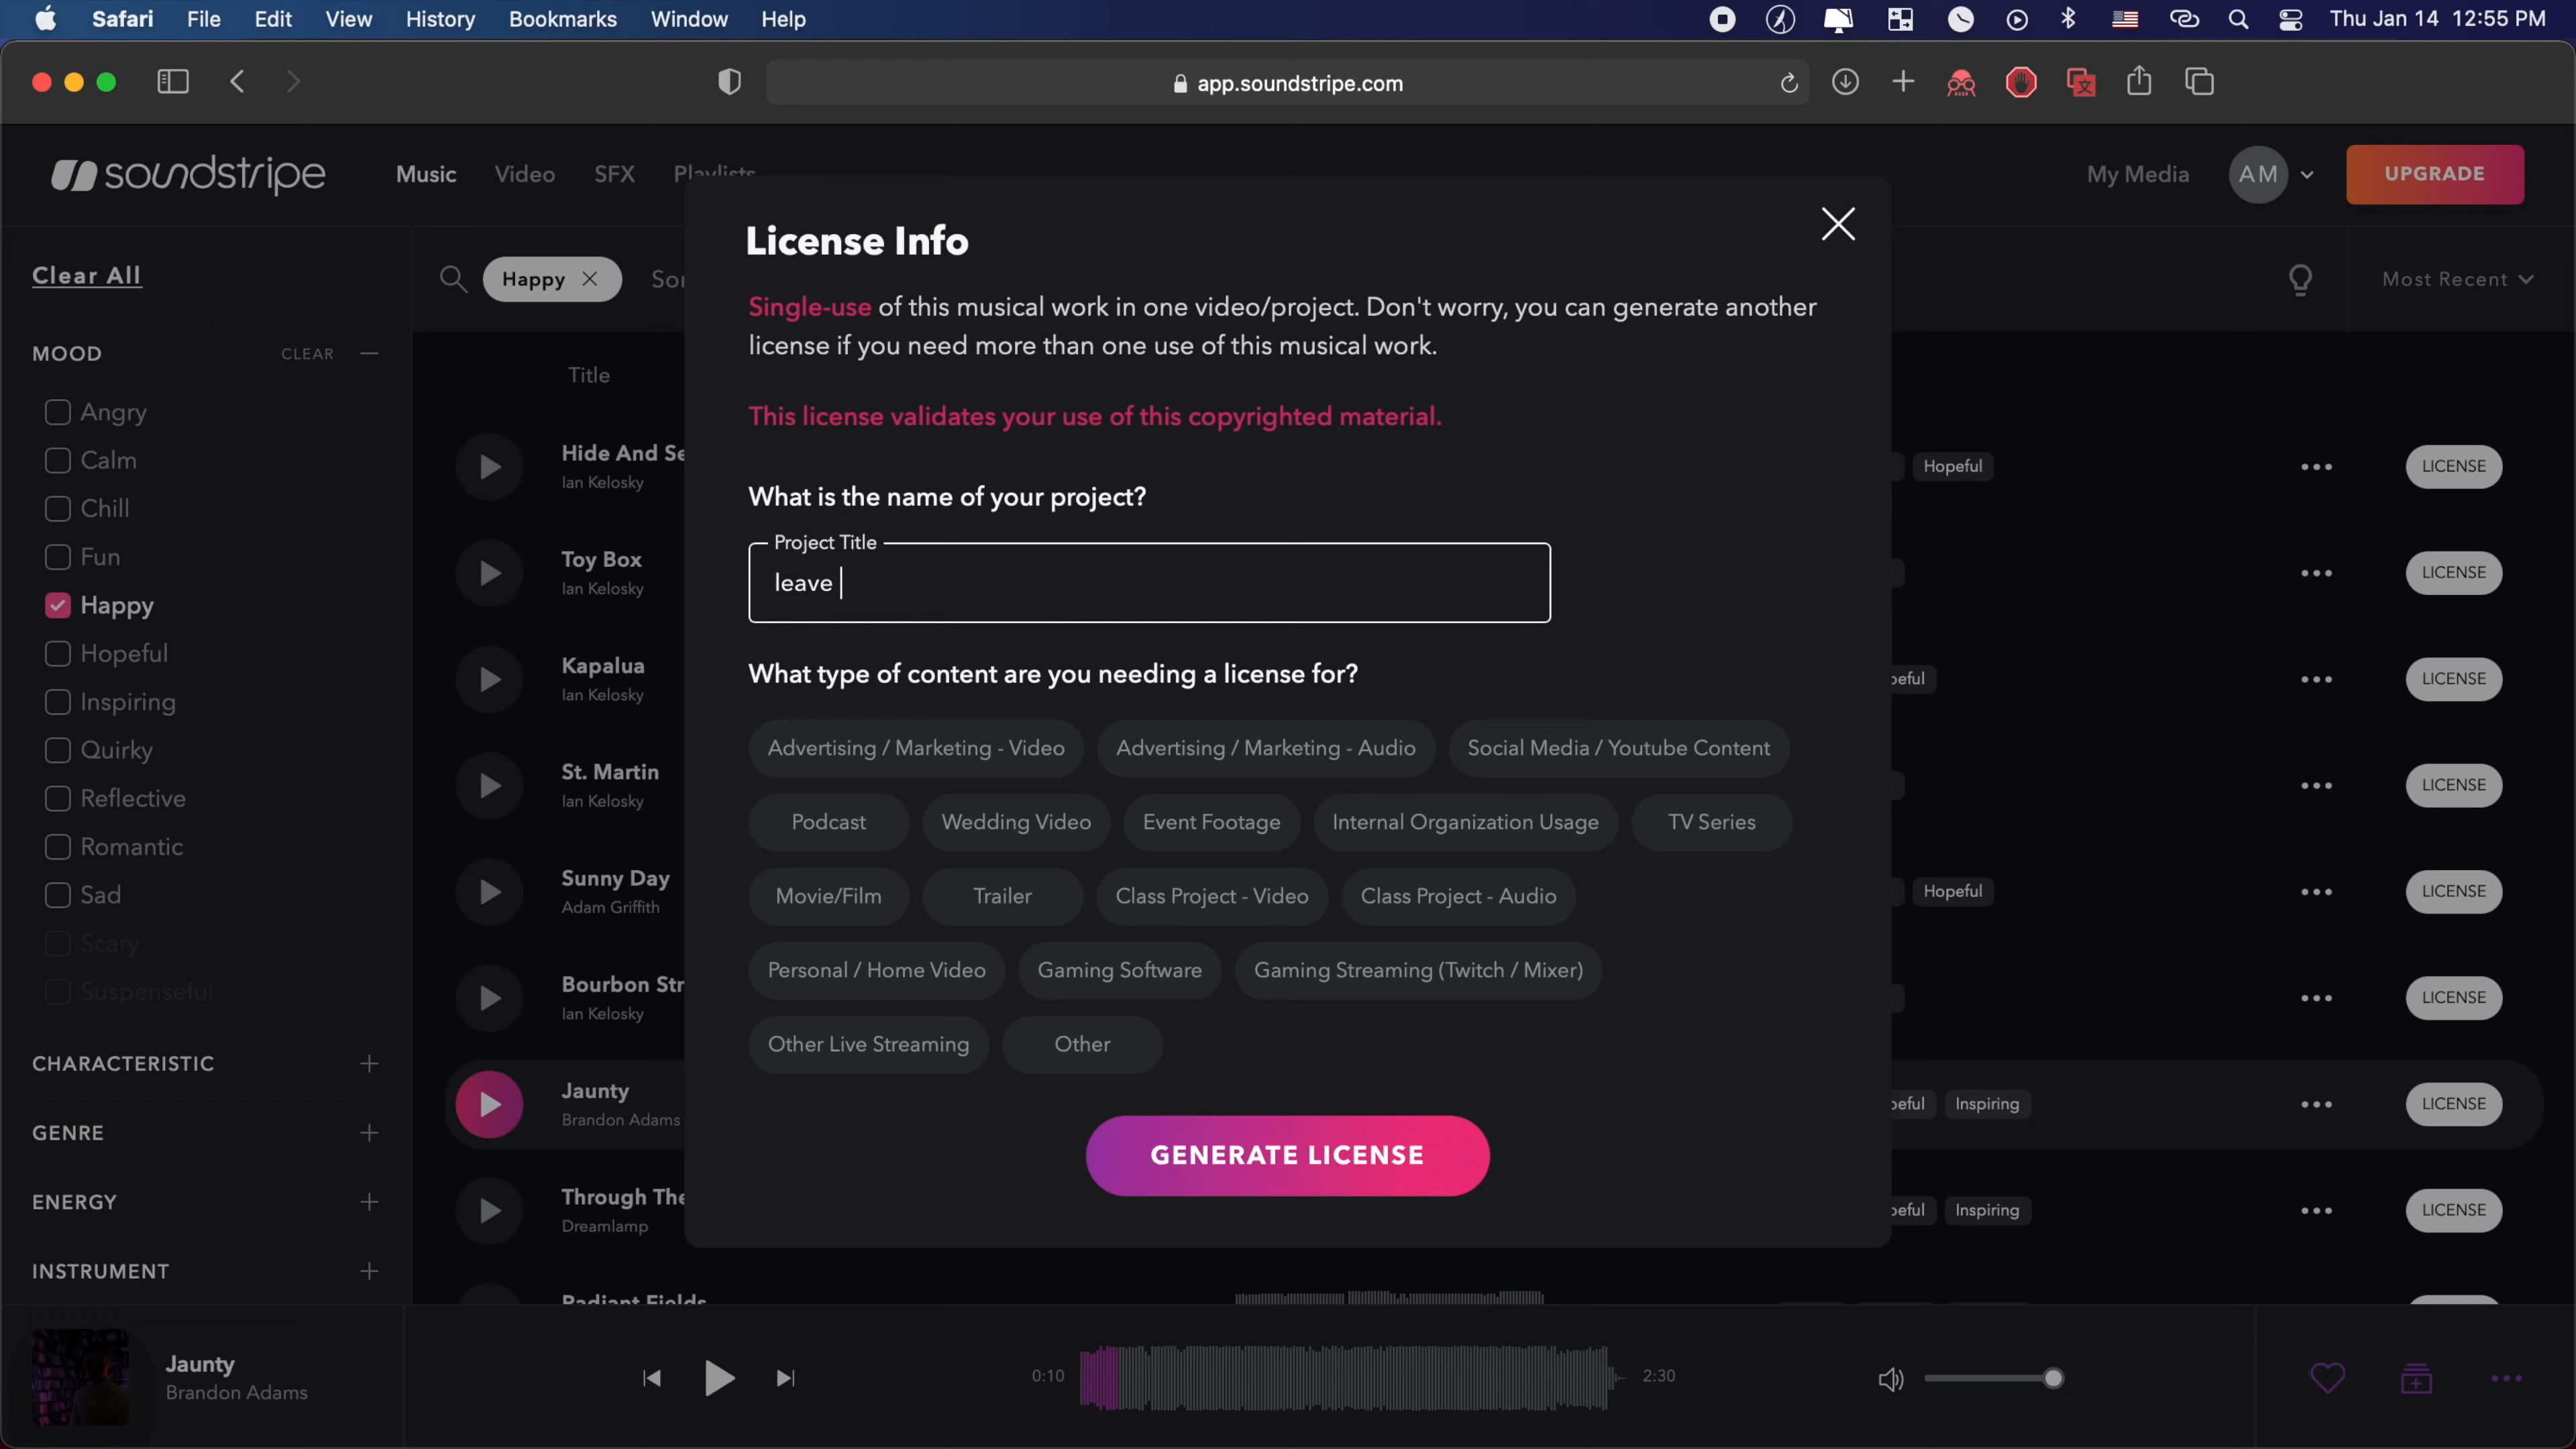 Safari File Edit View History Bookmarks Window Help Thu Jan 14 12:55 PM
app.soundstripe.com
soundstripe Music Video SFX Playlists My Media AM UPGRADE
License Info
Clear All
Happy Most Recent
Single-use of this musical work in one video/project. Don't worry, you can generate another
license if you need more than one use of this musical work.
MOOD CLEAR
Title
This license validates your use of this copyrighted material.
Angry
Calm
Chill
Fun
Happy
Hopeful
Inspiring
Quirky
Reflective
Romantic
Sad
Scary
Suspenseful
CHARACTERISTIC
GENRE
ENERGY
INSTRUMENT
Hide And Se
Ian Kelosky
Hopeful LICENSE
Toy Box
Ian Kelosky
LICENSE
Kapalua
Ian Kelosky
peful LICENSE
St. Martin
Ian Kelosky
LICENSE
Sunny Day
Adam Griffith
Hopeful LICENSE
Bourbon Str
Ian Kelosky
LICENSE
Jaunty
Brandon Adams
peful Inspiring LICENSE
Through The
Dreamlamp
peful Inspiring LICENSE
Radiant Fields
What is the name of your project?
Project Title
leave
What type of content are you needing a license for?
Advertising / Marketing - Video Advertising / Marketing - Audio Social Media / Youtube Content
Podcast Wedding Video Event Footage Internal Organization Usage TV Series
Movie/Film Trailer Class Project - Video Class Project - Audio
Personal / Home Video Gaming Software Gaming Streaming (Twitch / Mixer)
Other Live Streaming Other
GENERATE LICENSE
Jaunty
Brandon Adams
0:10 2:30